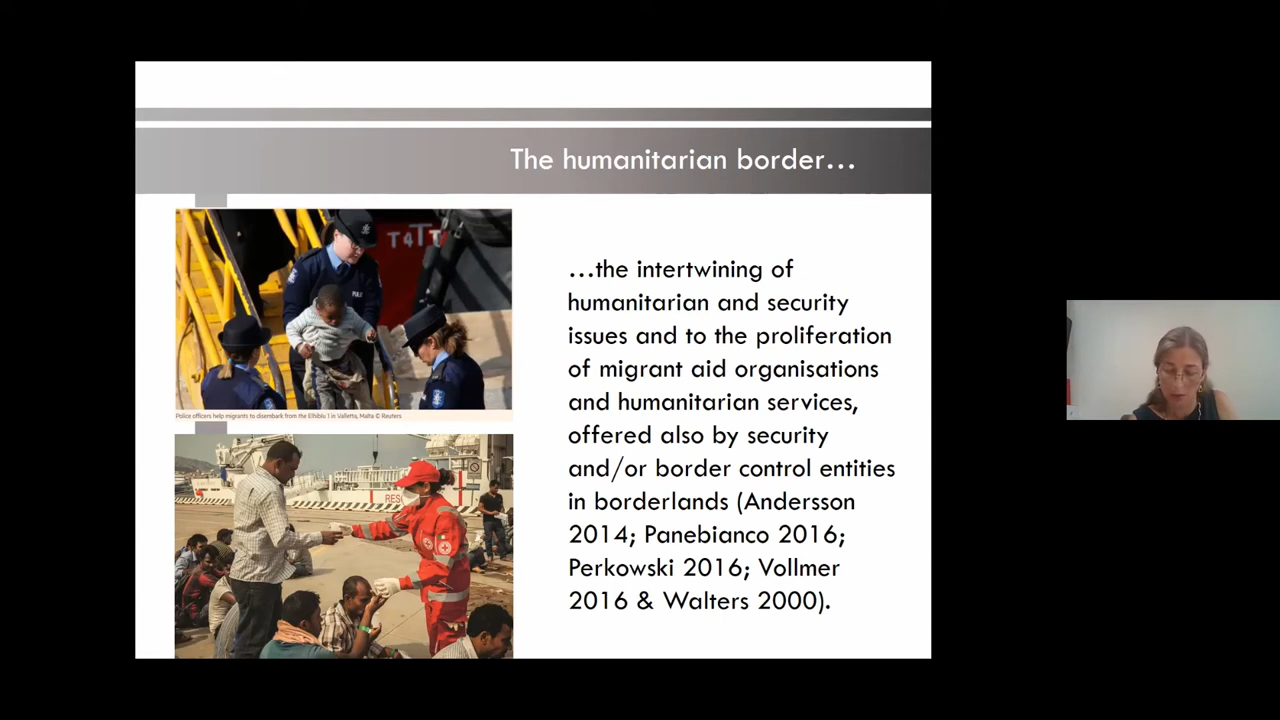 The humanitarian border…
T4TT
Police officers help migrants to disembark from the Elhiblu 1 in Valletta, Malta © Reuters
RES
…the intertwining of
humanitarian and security
issues and to the proliferation
of migrant aid organisations
and humanitarian services,
offered also by security
and/or border control entities
in borderlands (Andersson
2014; Panebianco 2016;
Perkowski 2016; Vollmer
2016 & Walters 2000).